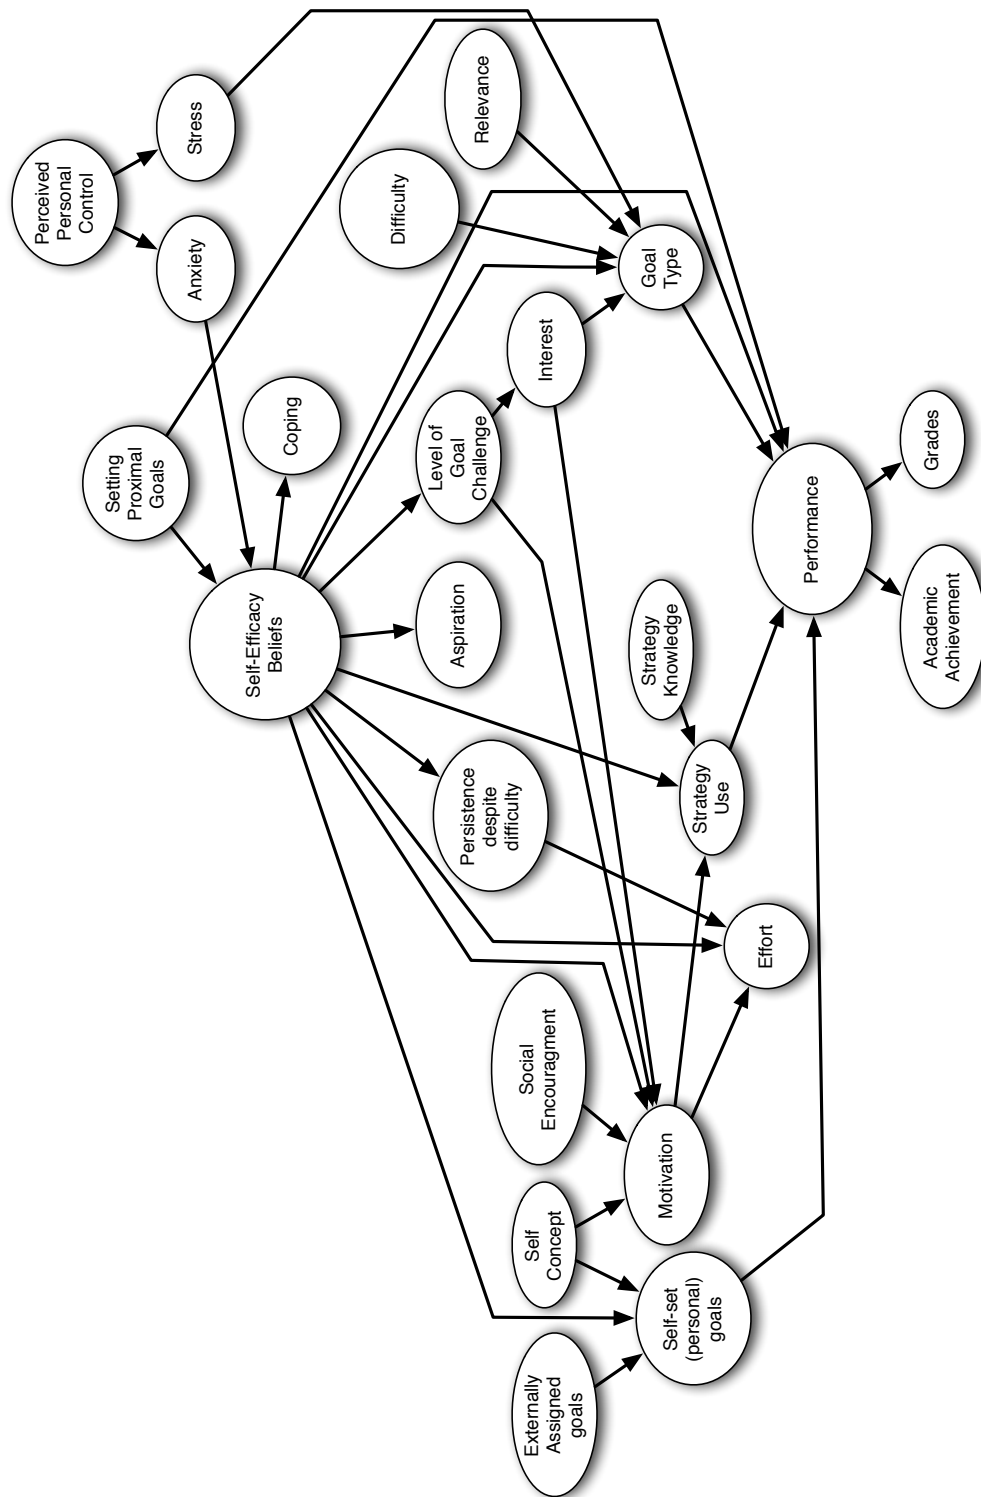 Perceived
Personal
Control
Stress
Anxiety
Setting
Proximal
Goals
Coping
Self-Efficacy
Beliefs
Relevance
Difficulty
Goal
Type
Interest
Level of
Goal
Challenge
Aspiration
Persistence
despite
difficulty
Strategy
Knowledge
Strategy
Use
Effort
Social
Encouragment
Self
Concept
Motivation
Externally
Assigned
goals
Self-set
(personal)
goals
Performance
Grades
Academic
Achievement